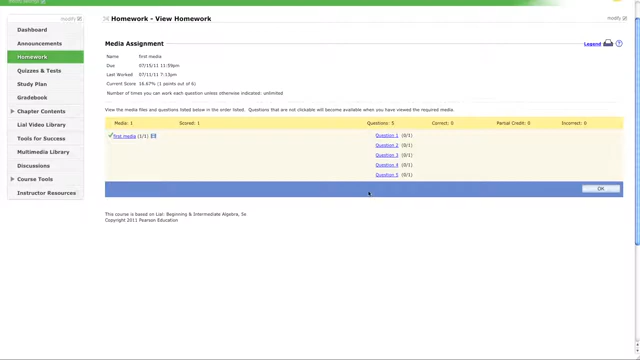 modify
modify
Homework - View Homework
Dashboard
Announcements
Homework
Quizzes & Tests
Study Plan
Gradebook
Chapter Contents
Lial Video Library
Tools for Success
Multimedia Library
Discussions
Course Tools
Instructor Resources
Media Assignment
Legend
Name first media
Due 07/15/11 11:59pm
Last Worked 07/11/11 7:13pm
Current Score 16.67% (1 points out of 6)
Number of times you can work each question unless otherwise indicated: unlimited
View the media files and questions listed below in the order listed. Questions that are not clickable will become available when you have viewed the required media.
Media: 1 Scored: 1 Questions: 5 Correct: 0 Partial Credit: 0 Incorrect: 0
first media (1/1) Question 1 (0/1)
Question 2 (0/1)
Question 3 (0/1)
Question 4 (0/1)
Question 5 (0/1)
OK
This course is based on Lial: Beginning & Intermediate Algebra, 5e
Copyright 2011 Pearson Education